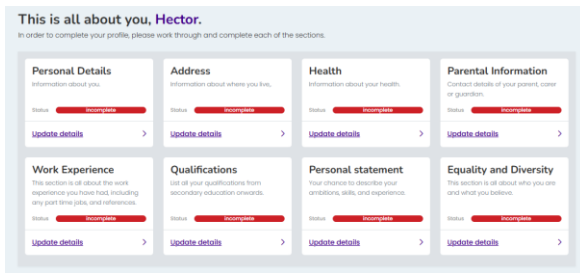 This is all about you, Hector.
In order to complete your profile, please work through and complete each of the sections.
Personal Details
Information about you.
Status Incomplete
Update details >
Address
Information about where you live,
Status Incomplete
Update details >
Health
Information about your health.
Status Incomplete
Update details >
Parental Information
Contact details of your parent, carer
or guardian.
Status Incomplete
Update details >
Work Experience
This section is all about the work
experience you have had, including
any part time jobs, and references.
Status Incomplete
Update details >
Qualifications
List all your qualifications from
secondary education onwards.
Status Incomplete
Update details >
Personal statement
Your chance to describe your
ambitions, skills, and experience.
Status Incomplete
Update details >
Equality and Diversity
This section is all about who you are
and what you believe.
Status Incomplete
Update details >